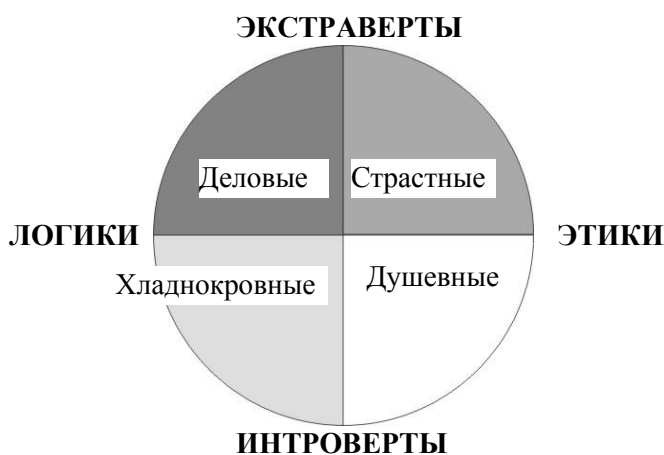 ЭКСТРАВЕРТЫ
Деловые
Страстные
ЛОГИКИ
ЭТИКИ
Хладнокровные
Душевные
ИНТРОВЕРТЫ